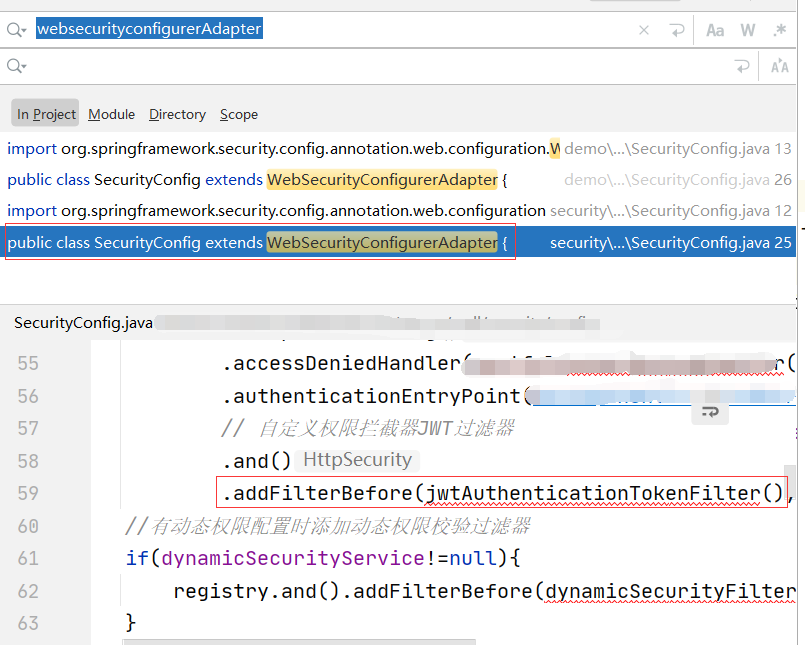 websecurityconfigurerAdapter
Aa W .*
In Project Module Directory Scope
import org.springframework.security.config.annotation.web.configuration.W demo\...\SecurityConfig.java 13
public class SecurityConfig extends WebSecurityConfigurerAdapter { demo\...\SecurityConfig.java 26
import org.springframework.security.config.annotation.web.configuration security\...\SecurityConfig.java 12
public class SecurityConfig extends WebSecurityConfigurerAdapter { security\...\SecurityConfig.java 25
SecurityConfig.java
55 .accessDeniedHandler(
56 .authenticationEntryPoint(
57 // 自定义权限拦截器JWT过滤器
58 .and() HttpSecurity
59 .addFilterBefore(jwtAuthenticationTokenFilter(),
60 //有动态权限配置时添加动态权限校验过滤器
61 if(dynamicSecurityService!=null){
62 registry.and().addFilterBefore(dynamicSecurityFilter
63 }